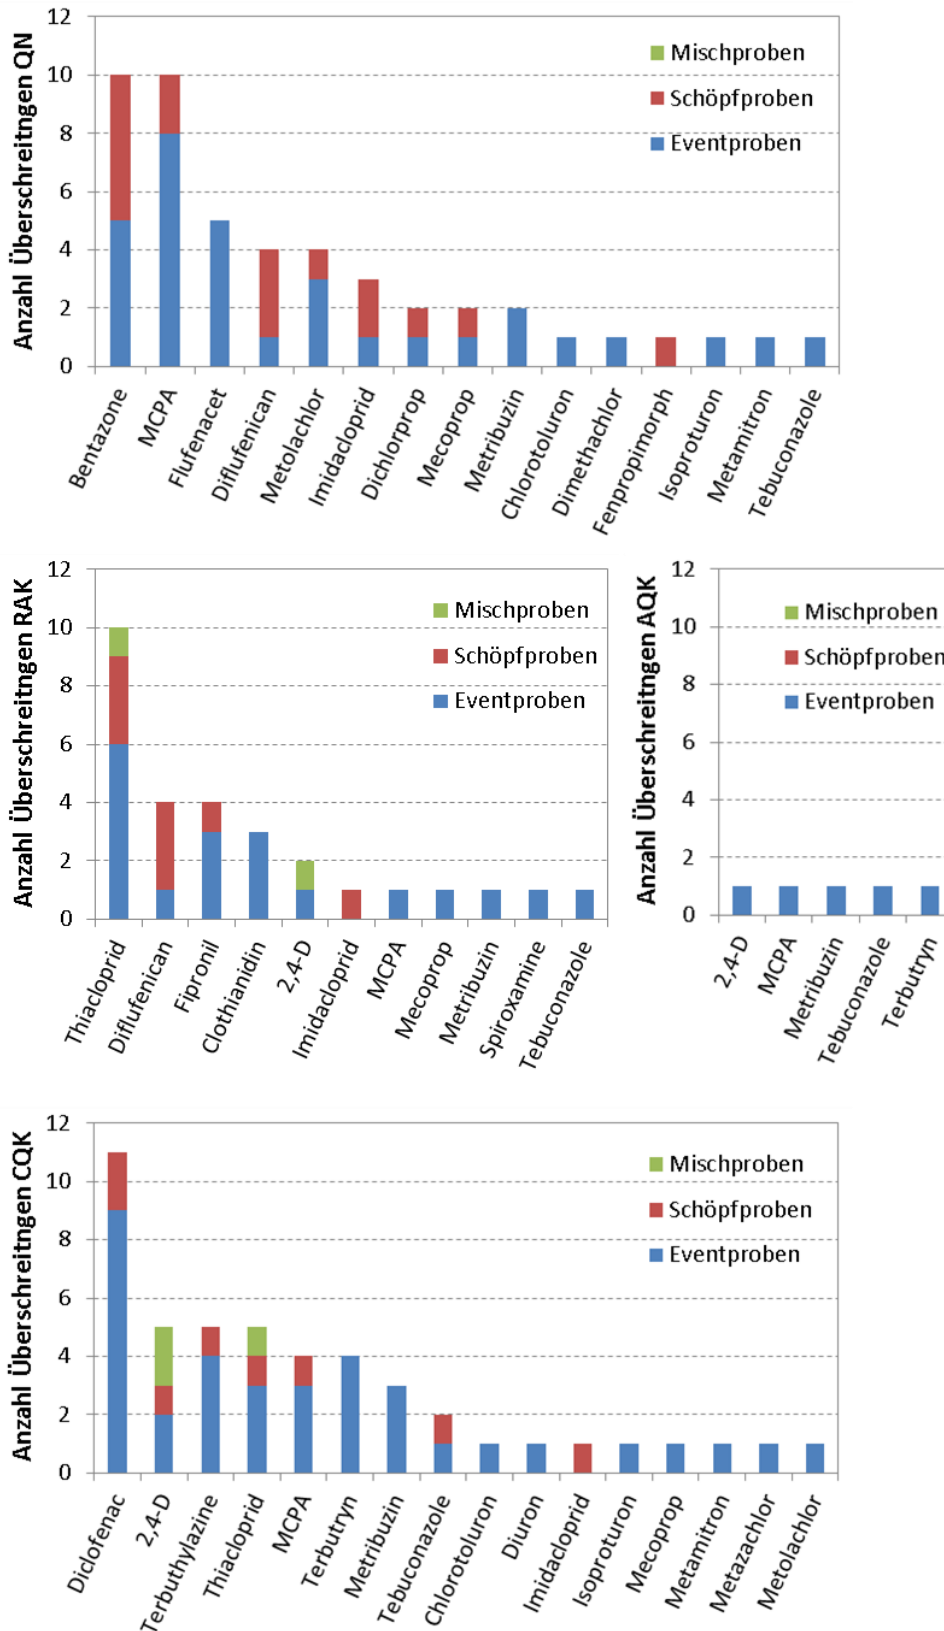 Anzahl Überschreitngen QN
12
10
8
6
4
2
0
Mischproben
Schöpfproben
Eventproben
Bentazone
MCPA
Flufenacet
Diflufenican
Metolachlor
Imidacloprid
Dichlorprop
Mecoprop
Metribuzin
Chlorotoluron
Dimethachlor
Fenpropimorph
Isoproturon
Metamitron
Tebuconazole
Anzahl Überschreitngen RAK
12
10
8
6
4
2
0
Mischproben
Schöpfproben
Eventproben
Thiacloprid
Diflufenican
Fipronil
Clothianidin
2,4-D
Imidacloprid
MCPA
Mecoprop
Metribuzin
Spiroxamine
Tebuconazole
Anzahl Überschreitngen AQK
12
10
8
6
4
2
0
Mischproben
Schöpfproben
Eventproben
2,4-D
MCPA
Metribuzin
Tebuconazole
Terbutryn
Anzahl Überschreitngen CQK
12
10
8
6
4
2
0
Mischproben
Schöpfproben
Eventproben
Diclofenac
2,4-D
Terbuthylazine
Thiacloprid
MCPA
Terbutryn
Metribuzin
Tebuconazole
Chlorotoluron
Diuron
Imidacloprid
Isoproturon
Mecoprop
Metamitron
Metazachlor
Metolachlor